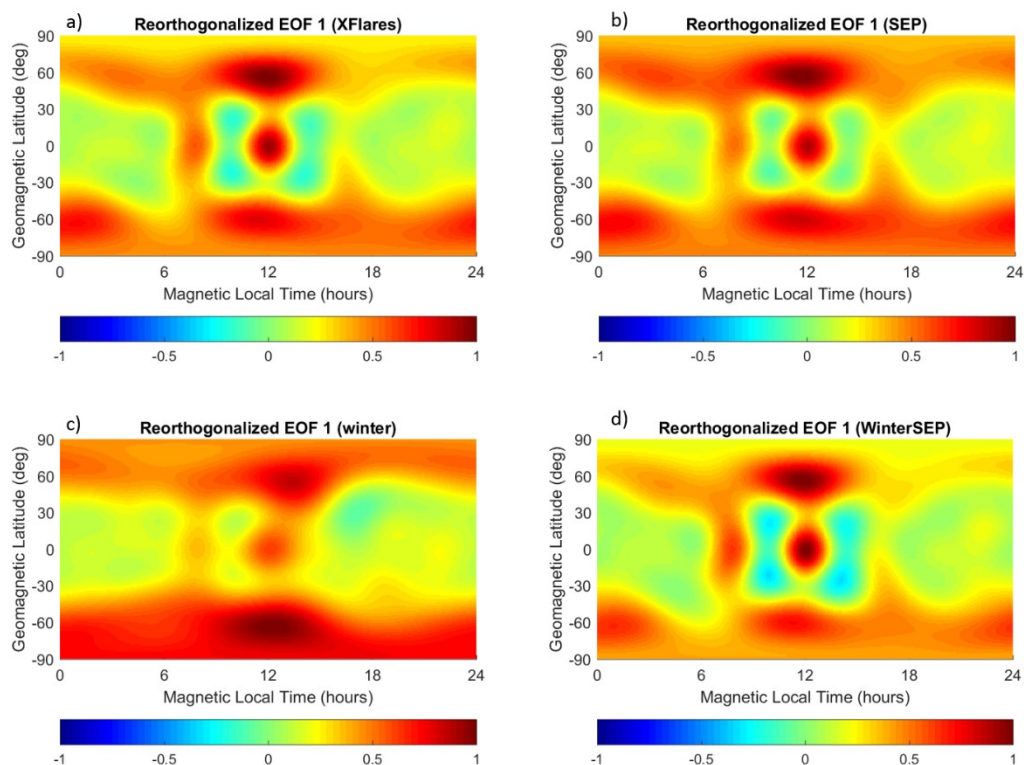 a)
Reorthogonalized EOF 1 (XFlares)
90
60
30
0
-30
-60
-90
Geomagnetic Latitude (deg)
0 6 12 18 24
Magnetic Local Time (hours)
-1 -0.5 0 0.5 1
b)
Reorthogonalized EOF 1 (SEP)
90
60
30
0
-30
-60
-90
Geomagnetic Latitude (deg)
0 6 12 18 24
Magnetic Local Time (hours)
-1 -0.5 0 0.5 1
c)
Reorthogonalized EOF 1 (winter)
90
60
30
0
-30
-60
-90
Geomagnetic Latitude (deg)
0 6 12 18 24
Magnetic Local Time (hours)
-1 -0.5 0 0.5 1
d)
Reorthogonalized EOF 1 (WinterSEP)
90
60
30
0
-30
-60
-90
Geomagnetic Latitude (deg)
0 6 12 18 24
Magnetic Local Time (hours)
-1 -0.5 0 0.5 1